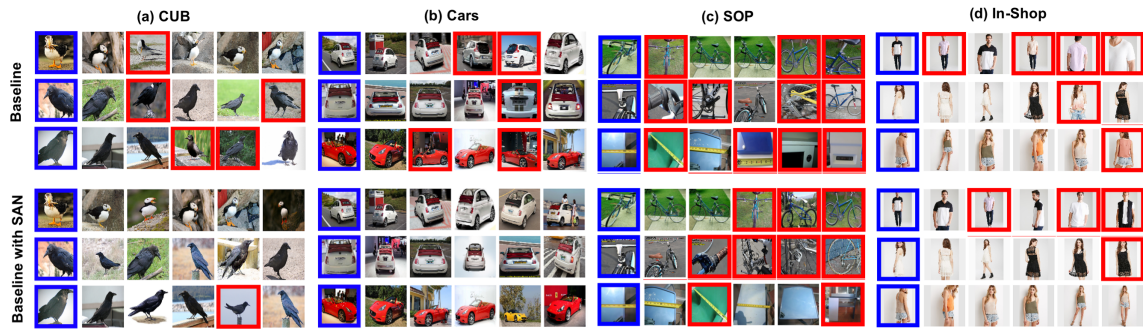 (a) CUB
(b) Cars
(c) SOP
(d) In-Shop
Baseline
Baseline with SAN